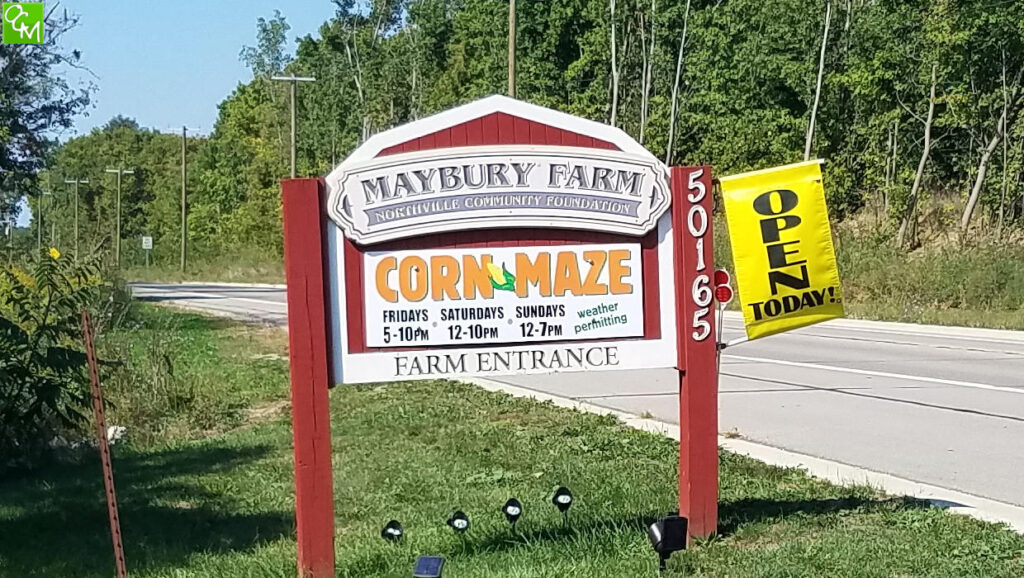 OCM
MAYBURY FARM
NORTHVILLE COMMUNITY FOUNDATION
CORN MAZE
FRIDAYS • SATURDAYS • SUNDAYS
5-10PM 12-10PM 12-7PM
weather
permitting
FARM ENTRANCE
50165
OPEN
TODAY!